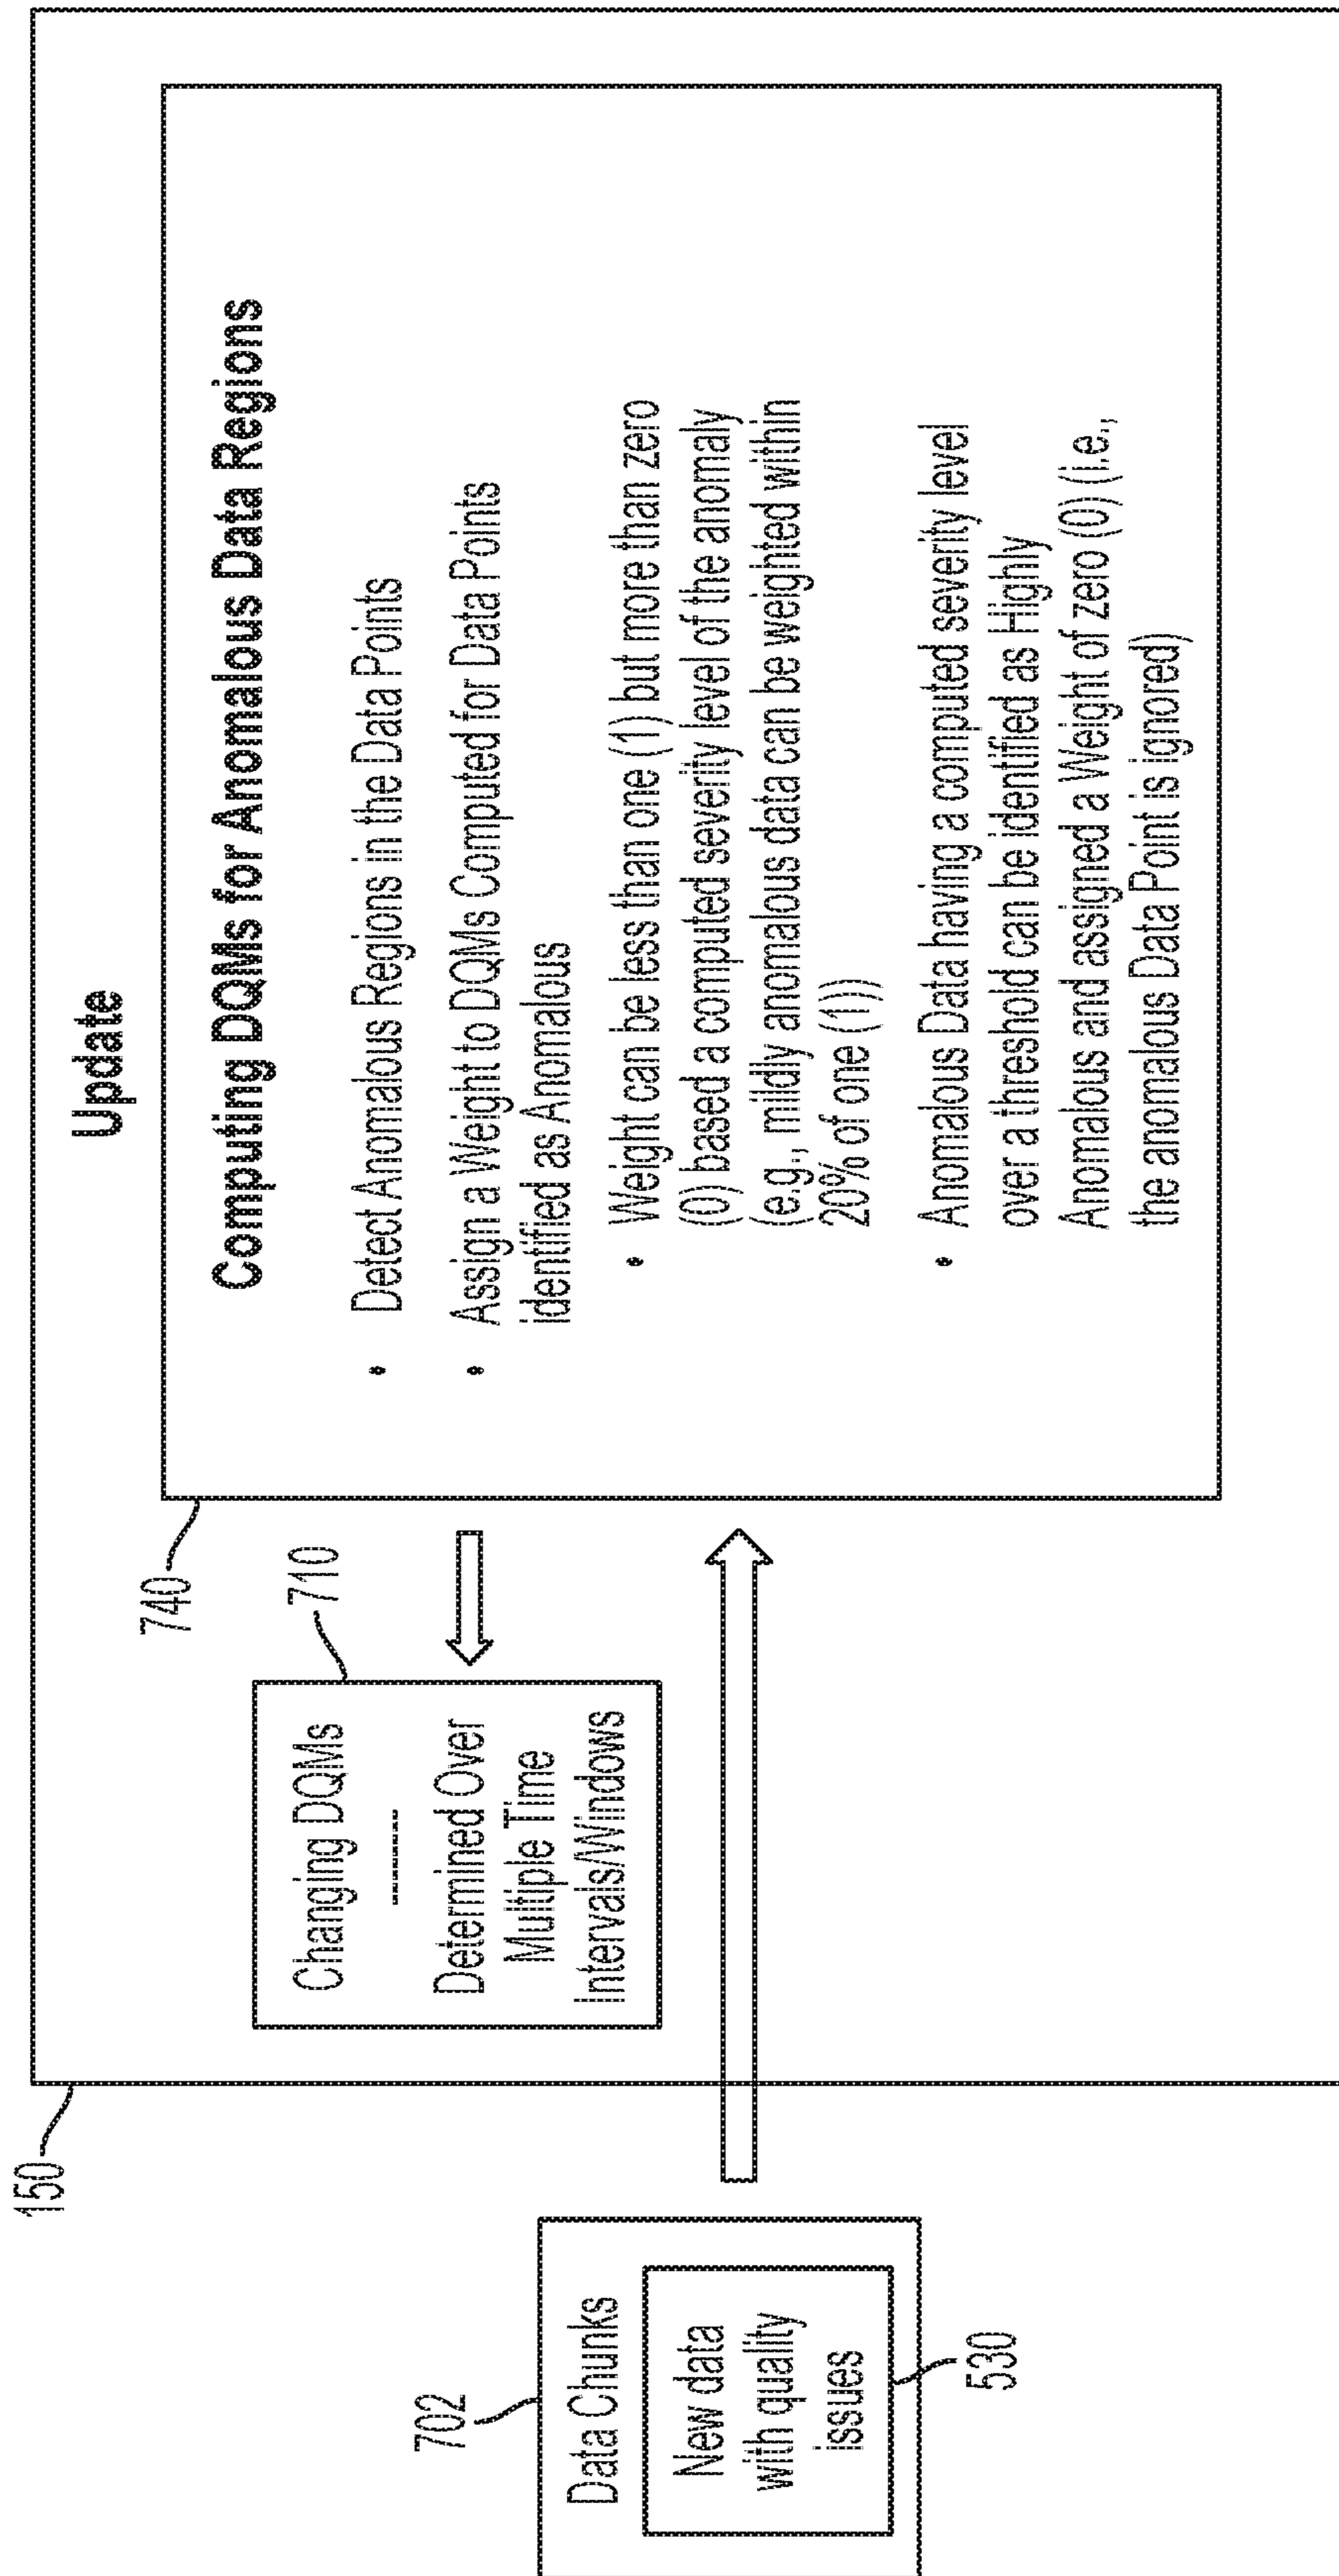 150
Update
740
Computing DQMs for Anomalous Data Regions
• Detect Anomalous Regions in the Data Points
• Assign a Weight to DQMs Computed for Data Points
identified as Anomalous
• Weight can be less than one (1) but more than zero
(0) based a computed severity level of the anomaly
(e.g., mildly anomalous data can be weighted within
20% of one (1))
• Anomalous Data having a computed severity level
over a threshold can be identified as Highly
Anomalous and assigned a Weight of zero (0) (i.e.,
the anomalous Data Point is ignored)
710
Changing DQMs
Determined Over
Multiple Time
Intervals/Windows
702
Data Chunks
New data
with quality
issues
530